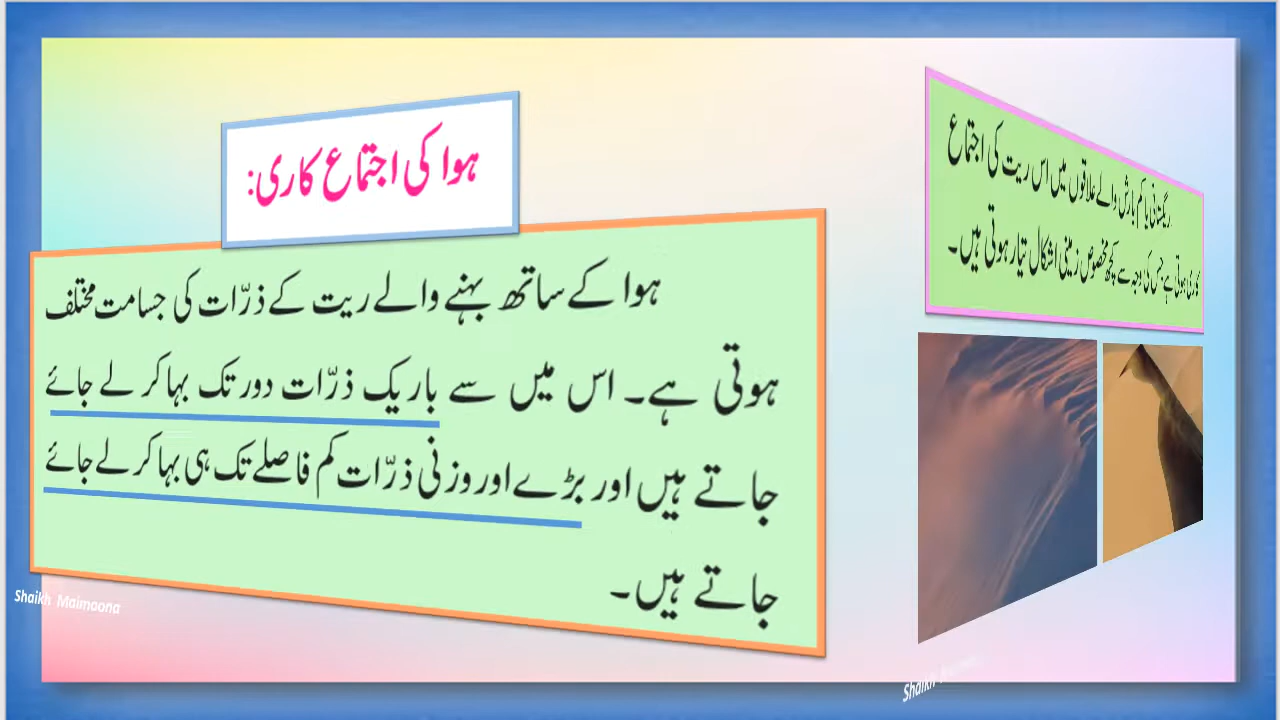 ہوا کی اجتماع کاری:
ہوا کے ساتھ بہنے والے ریت کے ذرّات کی جسامت مختلف
ہوتی ہے۔ اس میں سے باریک ذرّات دور تک بہا کر لے جائے
جاتے ہیں اور بڑے اور وزنی ذرّات کم فاصلے تک ہی بہا کر لے جائے
جاتے ہیں۔
ریگستانی یا کم بارش والے علاقوں میں اس ریت کی اجتماع
کاری ہوتی ہے جس کی وجہ سے کچھ مخصوص زمینی اشکال تیار ہوتی ہیں۔
Shaikh Maimoona
Shaikh